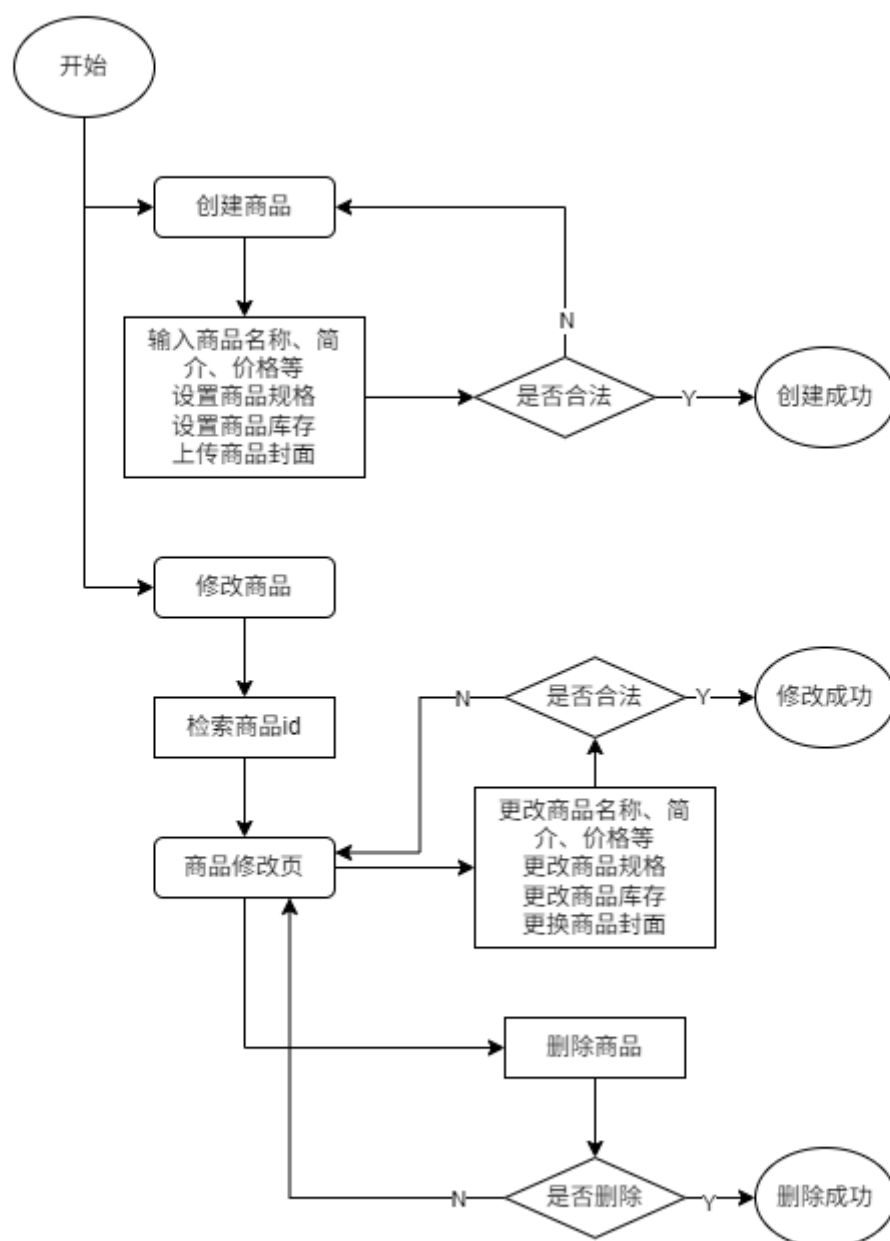 开始
创建商品
N
输入商品名称、简
介、价格等
设置商品规格
设置商品库存
上传商品封面
是否合法
Y
创建成功
修改商品
检索商品id
N
是否合法
Y
修改成功
商品修改页
更改商品名称、简
介、价格等
更改商品规格
更改商品库存
更换商品封面
删除商品
N
是否删除
Y
删除成功